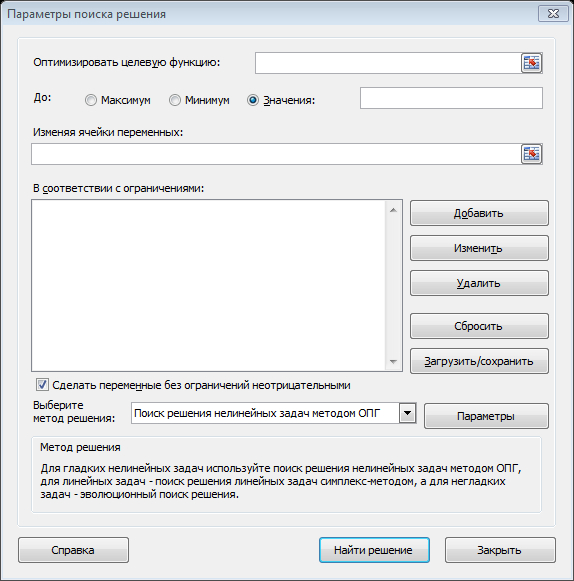 Параметры поиска решения
Оптимизировать целевую функцию:
До:
Максимум
Минимум
Значения:
Изменяя ячейки переменных:
В соответствии с ограничениями:
Добавить
Изменить
Удалить
Сбросить
Загрузить/сохранить
Сделать переменные без ограничений неотрицательными
Выберите
метод решения:
Поиск решения нелинейных задач методом ОПГ
Параметры
Метод решения
Для гладких нелинейных задач используйте поиск решения нелинейных задач методом ОПГ,
для линейных задач - поиск решения линейных задач симплекс-методом, а для негладких
задач - эволюционный поиск решения.
Справка
Найти решение
Закрыть